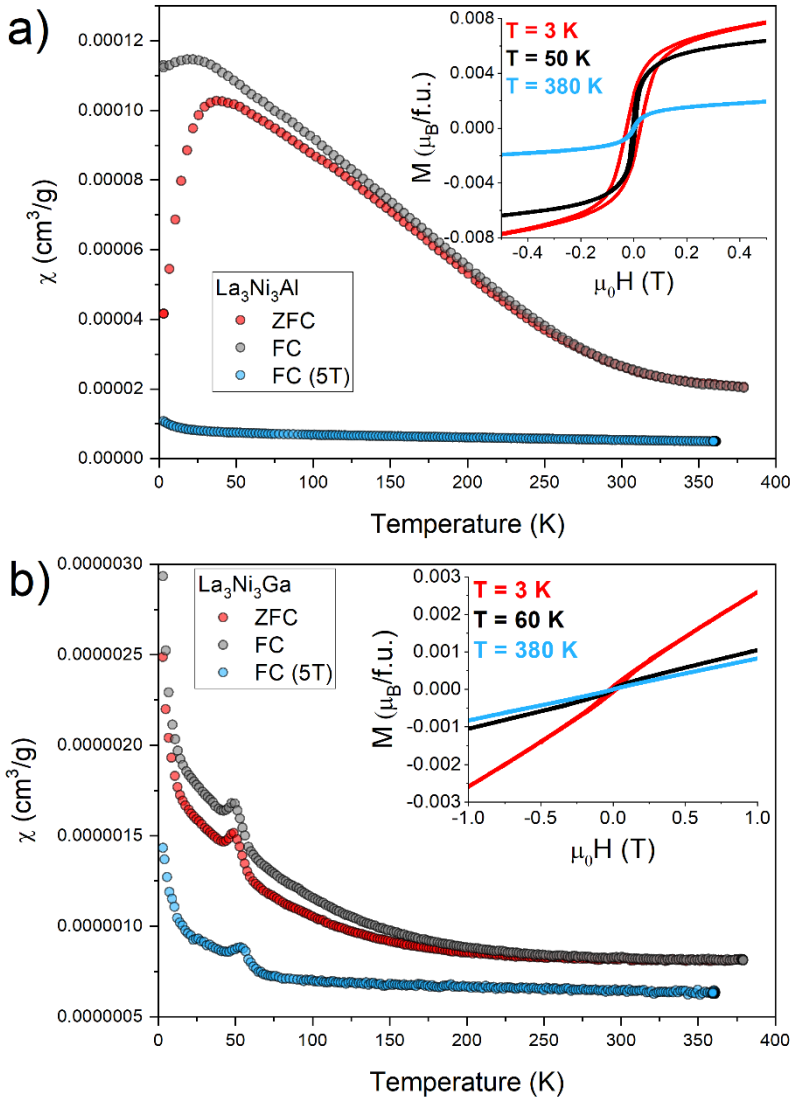 a)
0.00012
0.00010
0.00008
0.00006
0.00004
0.00002
0.00000
χ (cm³/g)
La₃Ni₃Al
ZFC
FC
FC (5T)
0 50 100 150 200 250 300 350 400
Temperature (K)
T = 3 K
T = 50 K
T = 380 K
0.008
0.004
0.000
-0.004
-0.008
M (μ_B/f.u.)
-0.4 -0.2 0.0 0.2 0.4
μ₀H (T)
b)
0.0000030
0.0000025
0.0000020
0.0000015
0.0000010
0.0000005
χ (cm³/g)
La₃Ni₃Ga
ZFC
FC
FC (5T)
0 50 100 150 200 250 300 350 400
Temperature (K)
T = 3 K
T = 60 K
T = 380 K
0.003
0.002
0.001
0.000
-0.001
-0.002
-0.003
M (μ_B/f.u.)
-1.0 -0.5 0.0 0.5 1.0
μ₀H (T)